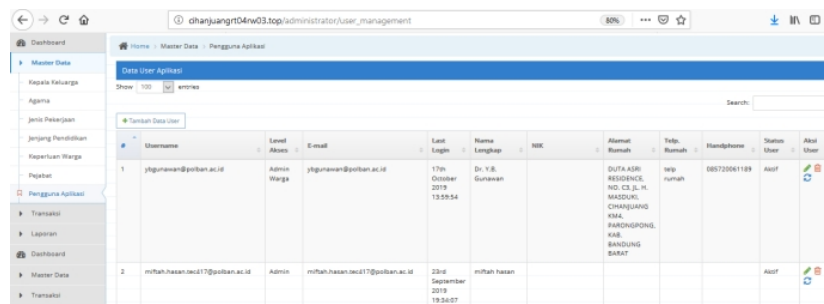 cihanjuangrt04rw03.top/administrator/user_management
80%
Dashboard
Master Data
Kepala Keluarga
Agama
Jenis Pekerjaan
Jenjang Pendidikan
Keperluan Warga
Pejabat
Pengguna Aplikasi
Transaksi
Laporan
Dashboard
Master Data
Transaksi
Home Master Data Pengguna Aplikasi
Data User Aplikasi
Show 100 entries
Search:
Tambah Data User
# Username Level Akses E-mail Last Login Nama Lengkap NIK Alamat Rumah Telp. Rumah Handphone Status User Aksi User
1 ybgunawan@polban.ac.id Admin Warga ybgunawan@polban.ac.id 17th October 2019 13:59:54 Dr. Y.B. Gunawan DUTA ASRI RESIDENCE, NO. C3, JL. H. MASDUKI, CIHANJUANG KM4, PARONGPONG, KAB. BANDUNG BARAT telp rumah 085720061189 Aktif
2 miftah.hasan.tecd17@polban.ac.id Admin miftah.hasan.tecd17@polban.ac.id 23rd September 2019 19:54:07 miftah hasan Aktif